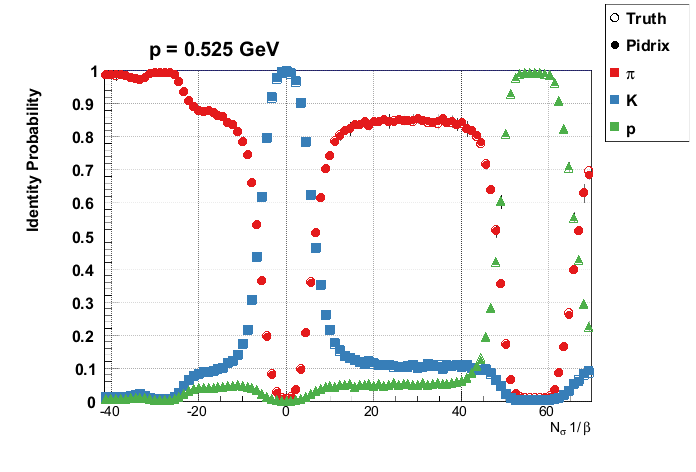 p = 0.525 GeV
Truth
Pidrix
π
K
p
Identity Probability
1
0.9
0.8
0.7
0.6
0.5
0.4
0.3
0.2
0.1
0
-40 -20 0 20 40 60
Nσ 1/β